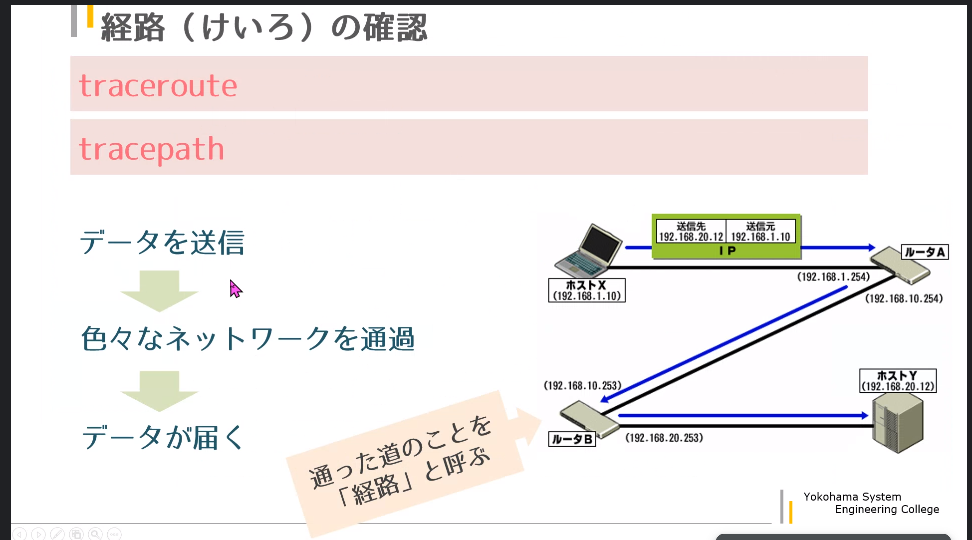 経路（けいろ）の確認
traceroute
tracepath
データを送信
色々なネットワークを通過
データが届く
通った道のことを
「経路」と呼ぶ
送信先 送信元
192.168.20.12 192.168.1.10
ＩＰ
ルータA
ホストX
(192.168.1.10)
(192.168.1.254)
(192.168.10.254)
(192.168.10.253)
ホストY
(192.168.20.12)
ルータB
(192.168.20.253)
Yokohama System
Engineering College